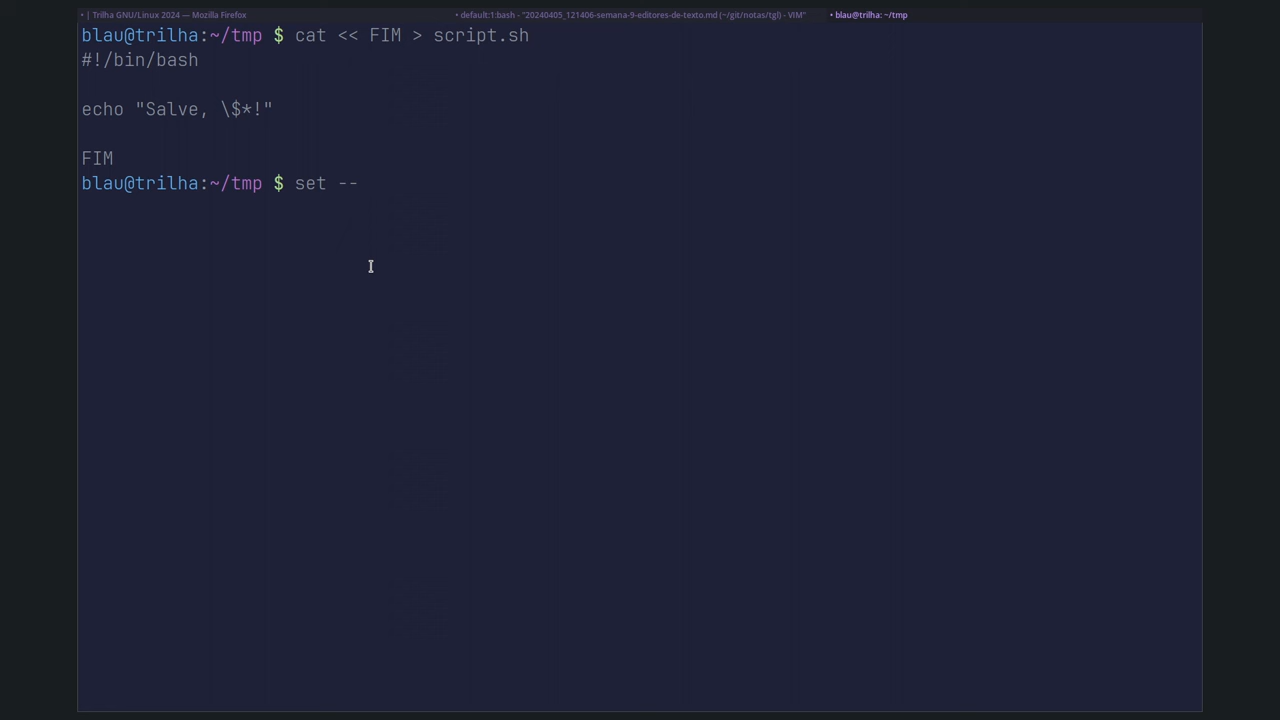 • | Trilha GNU/Linux 2024 — Mozilla Firefox • default:1:bash - "20240405_121406-semana-9-editores-de-texto.md (~/git/notas/tgl) - VIM" • blau@trilha: ~/tmp
blau@trilha:~/tmp $ cat << FIM > script.sh
#!/bin/bash
echo "Salve, \$*!"
FIM
blau@trilha:~/tmp $ set --